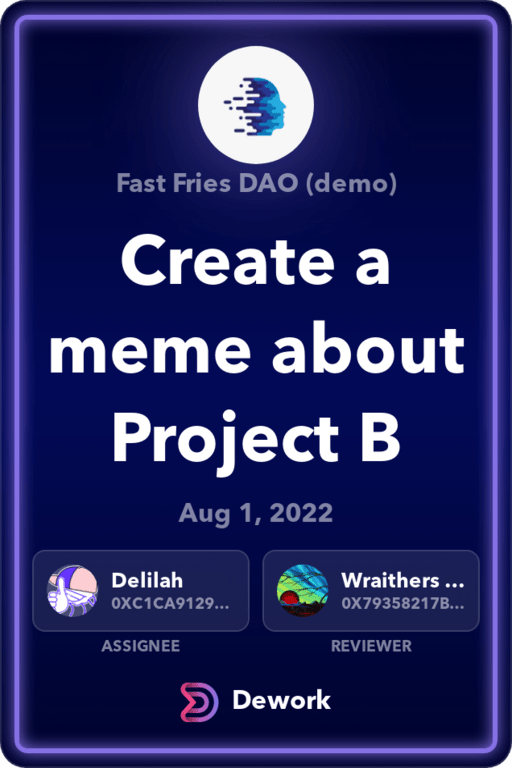 Fast Fries DAO (demo)
Create a
meme about
Project B
Aug 1, 2022
Delilah
0XC1CA9129...
ASSIGNEE
Wraithers ...
0X79358217B...
REVIEWER
Dework